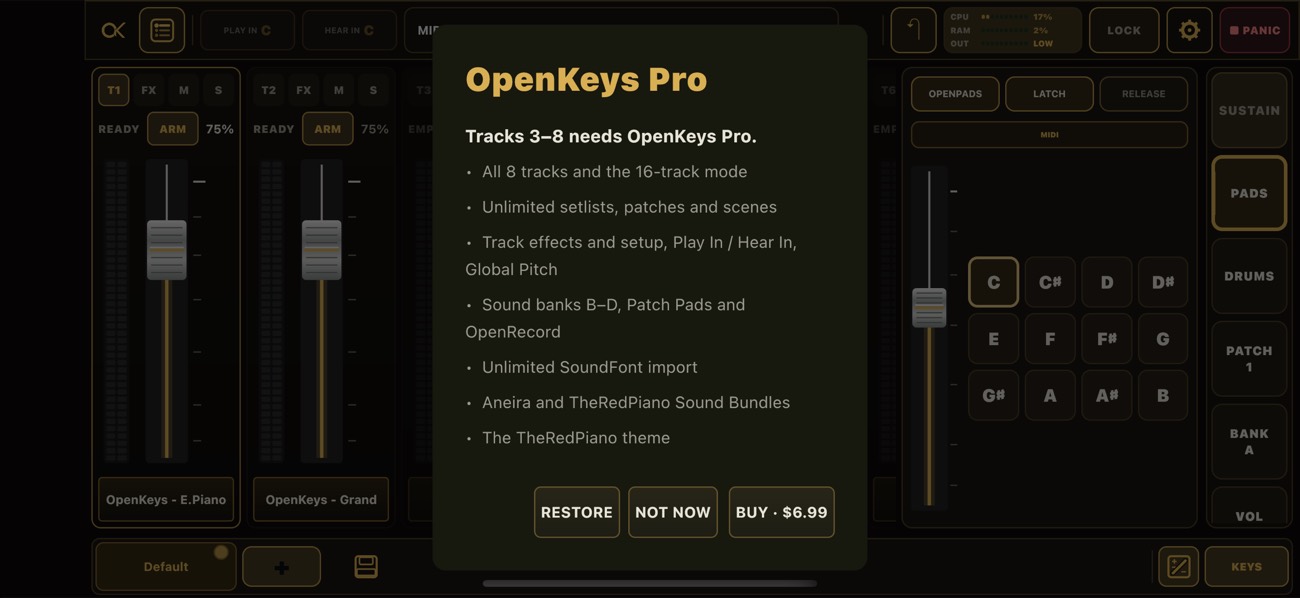 PLAY IN C
HEAR IN C
CPU 17%
RAM 2%
OUT LOW
LOCK
PANIC
T1 FX M S
T2 FX M S
READY ARM 75%
READY ARM 75%
OpenKeys Pro
Tracks 3–8 needs OpenKeys Pro.
• All 8 tracks and the 16-track mode
• Unlimited setlists, patches and scenes
• Track effects and setup, Play In / Hear In,
Global Pitch
• Sound banks B–D, Patch Pads and
OpenRecord
• Unlimited SoundFont import
• Aneira and TheRedPiano Sound Bundles
• The TheRedPiano theme
RESTORE
NOT NOW
BUY · $6.99
OPENPADS
LATCH
RELEASE
MIDI
C C# D D#
E F F# G
G# A A# B
SUSTAIN
PADS
DRUMS
PATCH
1
BANK
A
VOL
OpenKeys - E.Piano
OpenKeys - Grand
Default
KEYS